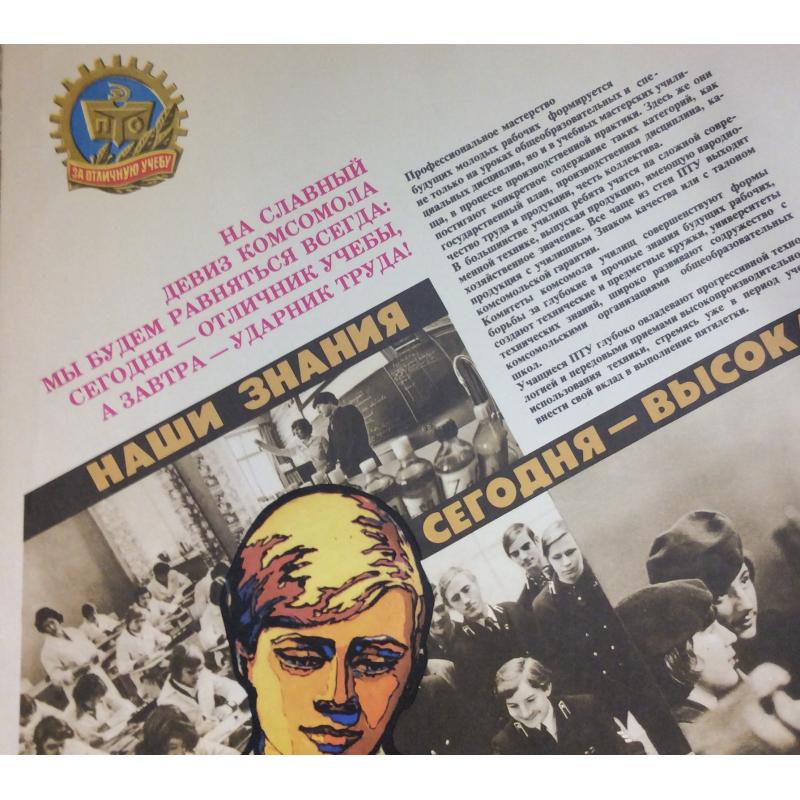 ПТО
ЗА ОТЛИЧНУЮ УЧЕБУ
НА СЛАВНЫЙ
ДЕВИЗ КОМСОМОЛА
МЫ БУДЕМ РАВНЯТЬСЯ ВСЕГДА:
СЕГОДНЯ — ОТЛИЧНИК УЧЕБЫ,
А ЗАВТРА — УДАРНИК ТРУДА!
Профессиональное мастерство
будущих молодых рабочих формируется
не только на уроках общеобразовательных и спе-
циальных дисциплин, но и в учебных мастерских учили-
ща, в процессе производственной практики. Здесь же они
постигают конкретное содержание таких категорий, как
государственный план, производственная дисциплина, ка-
чество труда и продукции, честь коллектива.
В большинстве училищ ребята учатся на сложной совре-
менной технике, выпуская продукцию, имеющую народно-
хозяйственное значение. Все чаще из стен ПТУ выходит
продукция с училищным Знаком качества или с талоном
комсомольской гарантии.
Комитеты комсомола училищ совершенствуют формы
борьбы за глубокие и прочные знания будущих рабочих,
создают технические и предметные кружки, университеты
технических знаний, широко развивают содружество с
комсомольскими организациями общеобразовательных
школ.
Учащиеся ПТУ глубоко овладевают прогрессивной техно
логией и передовыми приемами высокопроизводительно
использования техники, стремясь уже в период уче
внести свой вклад в выполнение пятилетки.
НАШИ ЗНАНИЯ
СЕГОДНЯ — ВЫСОК